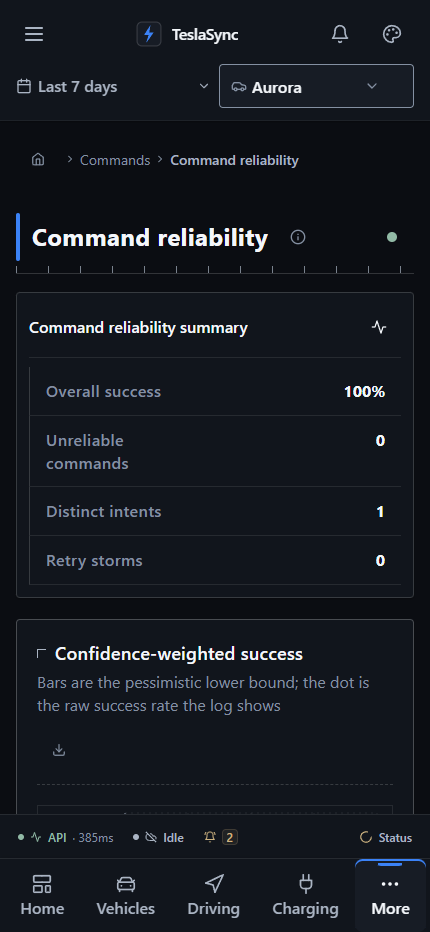 TeslaSync
Last 7 days
Aurora
Commands
Command reliability
Command reliability
Command reliability summary
Overall success 100%
Unreliable
commands 0
Distinct intents 1
Retry storms 0
Confidence-weighted success
Bars are the pessimistic lower bound; the dot is
the raw success rate the log shows
API · 385ms Idle 2 Status
Home Vehicles Driving Charging More